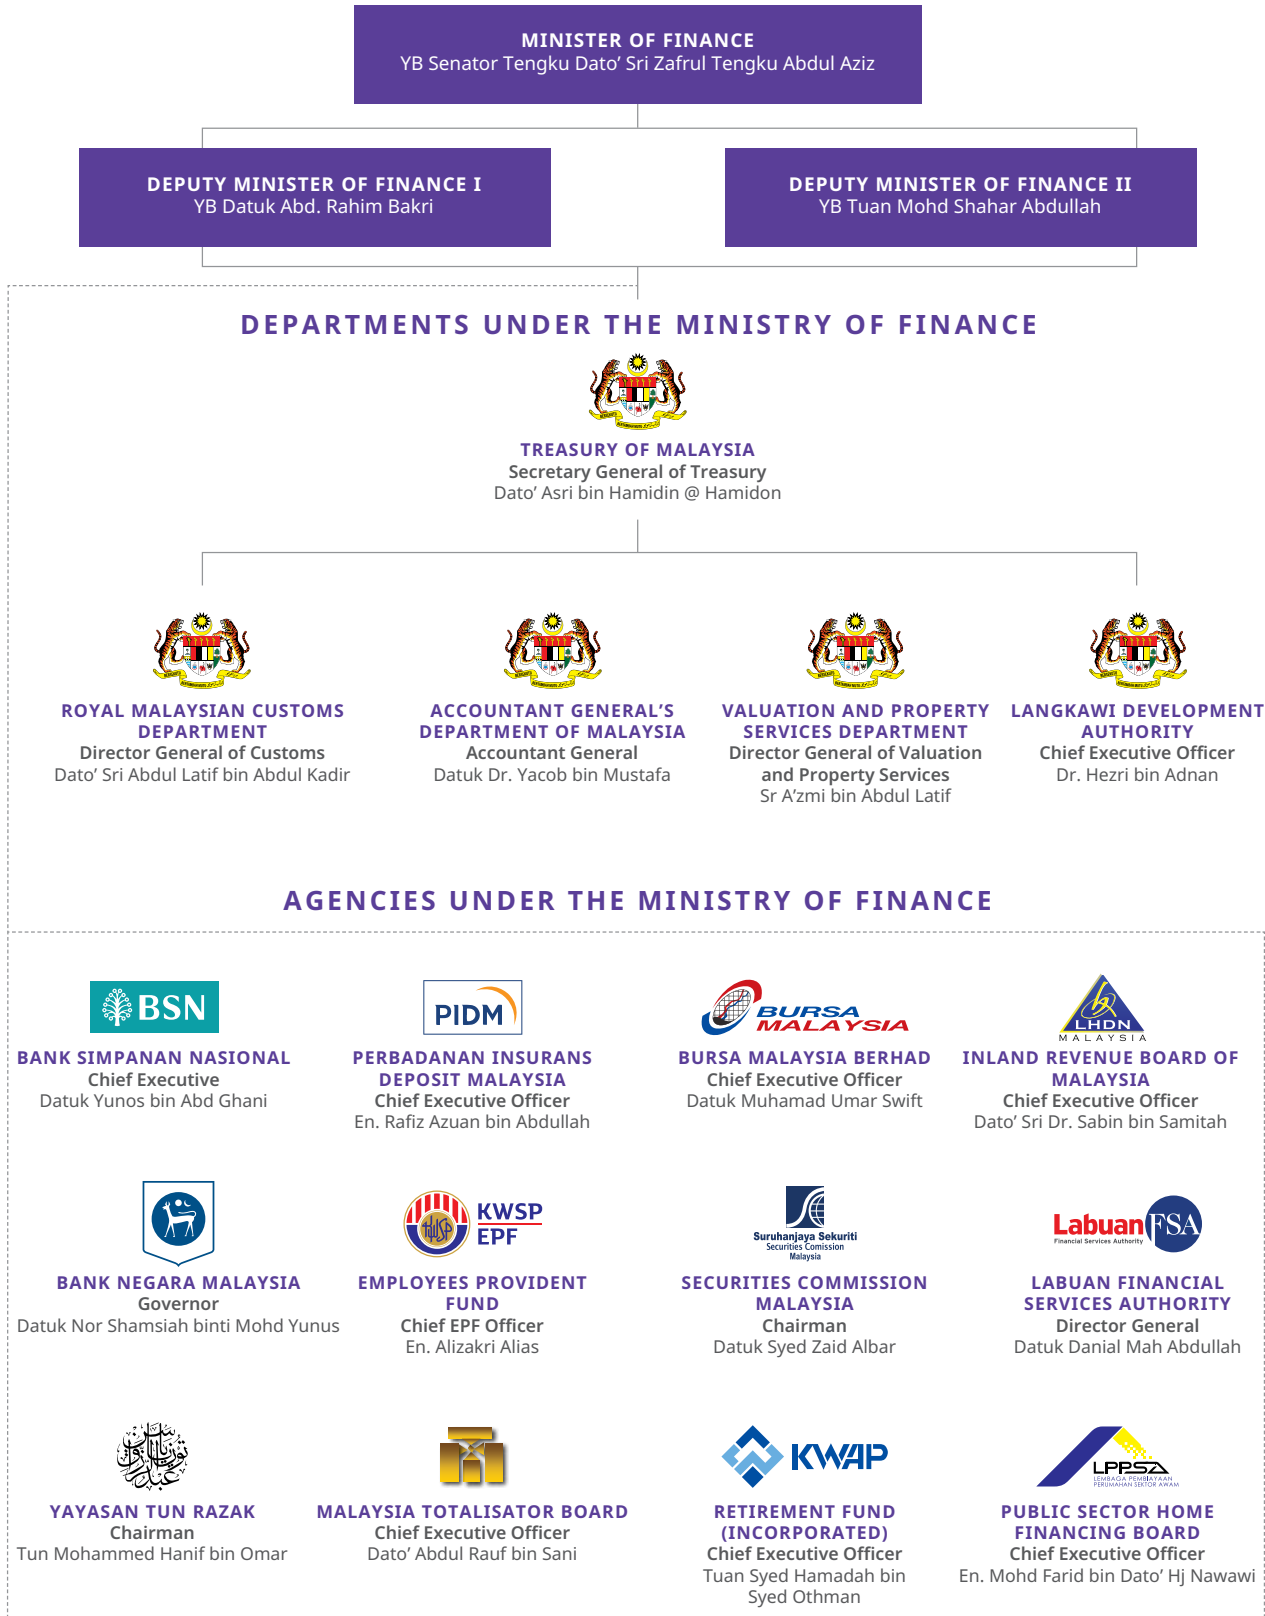 MINISTER OF FINANCE
YB Senator Tengku Dato’ Sri Zafrul Tengku Abdul Aziz
DEPUTY MINISTER OF FINANCE I
YB Datuk Abd. Rahim Bakri
DEPUTY MINISTER OF FINANCE II
YB Tuan Mohd Shahar Abdullah
DEPARTMENTS UNDER THE MINISTRY OF FINANCE
TREASURY OF MALAYSIA
Secretary General of Treasury
Dato’ Asri bin Hamidin @ Hamidon
ROYAL MALAYSIAN CUSTOMS
DEPARTMENT
Director General of Customs
Dato’ Sri Abdul Latif bin Abdul Kadir
ACCOUNTANT GENERAL’S
DEPARTMENT OF MALAYSIA
Accountant General
Datuk Dr. Yacob bin Mustafa
VALUATION AND PROPERTY
SERVICES DEPARTMENT
Director General of Valuation
and Property Services
Sr A’zmi bin Abdul Latif
LANGKAWI DEVELOPMENT
AUTHORITY
Chief Executive Officer
Dr. Hezri bin Adnan
AGENCIES UNDER THE MINISTRY OF FINANCE
BSN
BANK SIMPANAN NASIONAL
Chief Executive
Datuk Yunos bin Abd Ghani
PIDM
PERBADANAN INSURANS
DEPOSIT MALAYSIA
Chief Executive Officer
En. Rafiz Azuan bin Abdullah
BURSA
MALAYSIA
BURSA MALAYSIA BERHAD
Chief Executive Officer
Datuk Muhamad Umar Swift
LHDN
MALAYSIA
INLAND REVENUE BOARD OF
MALAYSIA
Chief Executive Officer
Dato’ Sri Dr. Sabin bin Samitah
BANK NEGARA MALAYSIA
Governor
Datuk Nor Shamsiah binti Mohd Yunus
KWSP
KWSP
EPF
EMPLOYEES PROVIDENT
FUND
Chief EPF Officer
En. Alizakri Alias
Suruhanjaya Sekuriti
Securities Comission
Malaysia
SECURITIES COMMISSION
MALAYSIA
Chairman
Datuk Syed Zaid Albar
Labuan FSA
Financial Services Authority
LABUAN FINANCIAL
SERVICES AUTHORITY
Director General
Datuk Danial Mah Abdullah
YAYASAN TUN RAZAK
Chairman
Tun Mohammed Hanif bin Omar
MALAYSIA TOTALISATOR BOARD
Chief Executive Officer
Dato’ Abdul Rauf bin Sani
KWAP
RETIREMENT FUND
(INCORPORATED)
Chief Executive Officer
Tuan Syed Hamadah bin
Syed Othman
LPPSA
LEMBAGA PEMBIAYAAN
PERUMAHAN SEKTOR AWAM
PUBLIC SECTOR HOME
FINANCING BOARD
Chief Executive Officer
En. Mohd Farid bin Dato’ Hj Nawawi